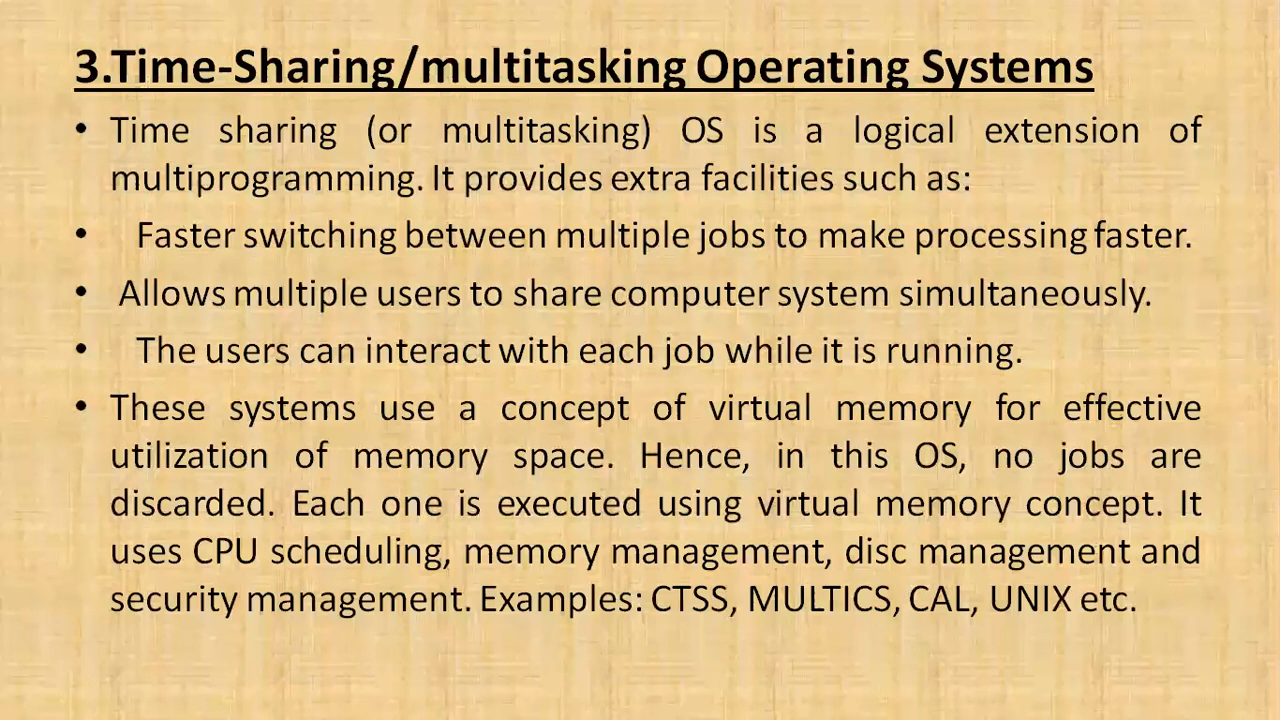 3.Time-Sharing/multitasking Operating Systems
• Time sharing (or multitasking) OS is a logical extension of
multiprogramming. It provides extra facilities such as:
• Faster switching between multiple jobs to make processing faster.
• Allows multiple users to share computer system simultaneously.
• The users can interact with each job while it is running.
• These systems use a concept of virtual memory for effective
utilization of memory space. Hence, in this OS, no jobs are
discarded. Each one is executed using virtual memory concept. It
uses CPU scheduling, memory management, disc management and
security management. Examples: CTSS, MULTICS, CAL, UNIX etc.